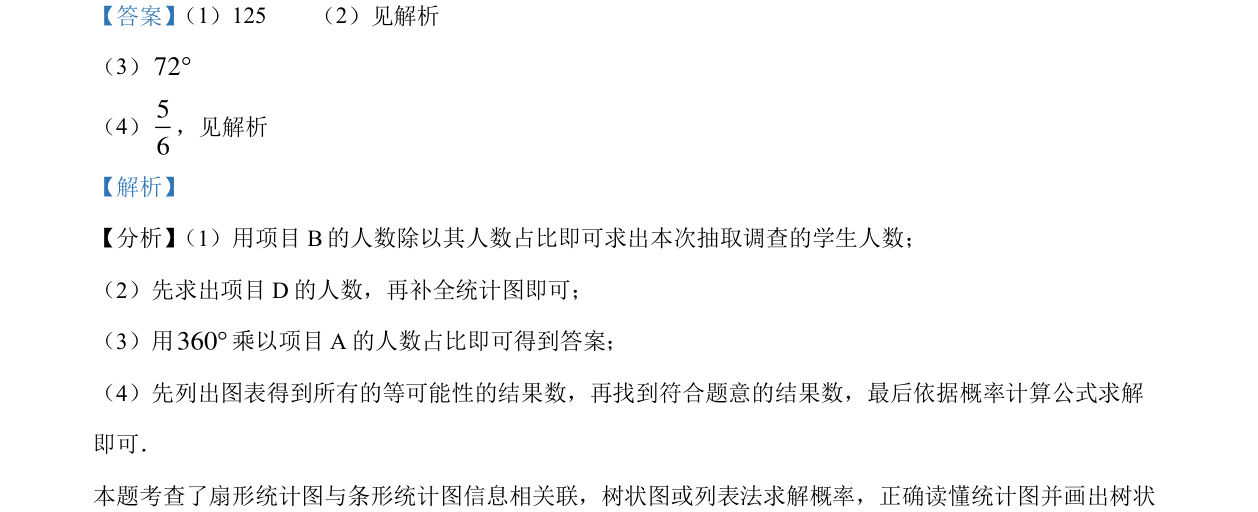 【答案】（1）125 （2）见解析
（3）72°
（4）5/6，见解析
【解析】
【分析】（1）用项目 B 的人数除以其人数占比即可求出本次抽取调查的学生人数；
（2）先求出项目 D 的人数，再补全统计图即可；
（3）用360°乘以项目 A 的人数占比即可得到答案；
（4）先列出图表得到所有的等可能性的结果数，再找到符合题意的结果数，最后依据概率计算公式求解
即可．
本题考查了扇形统计图与条形统计图信息相关联，树状图或列表法求解概率，正确读懂统计图并画出树状